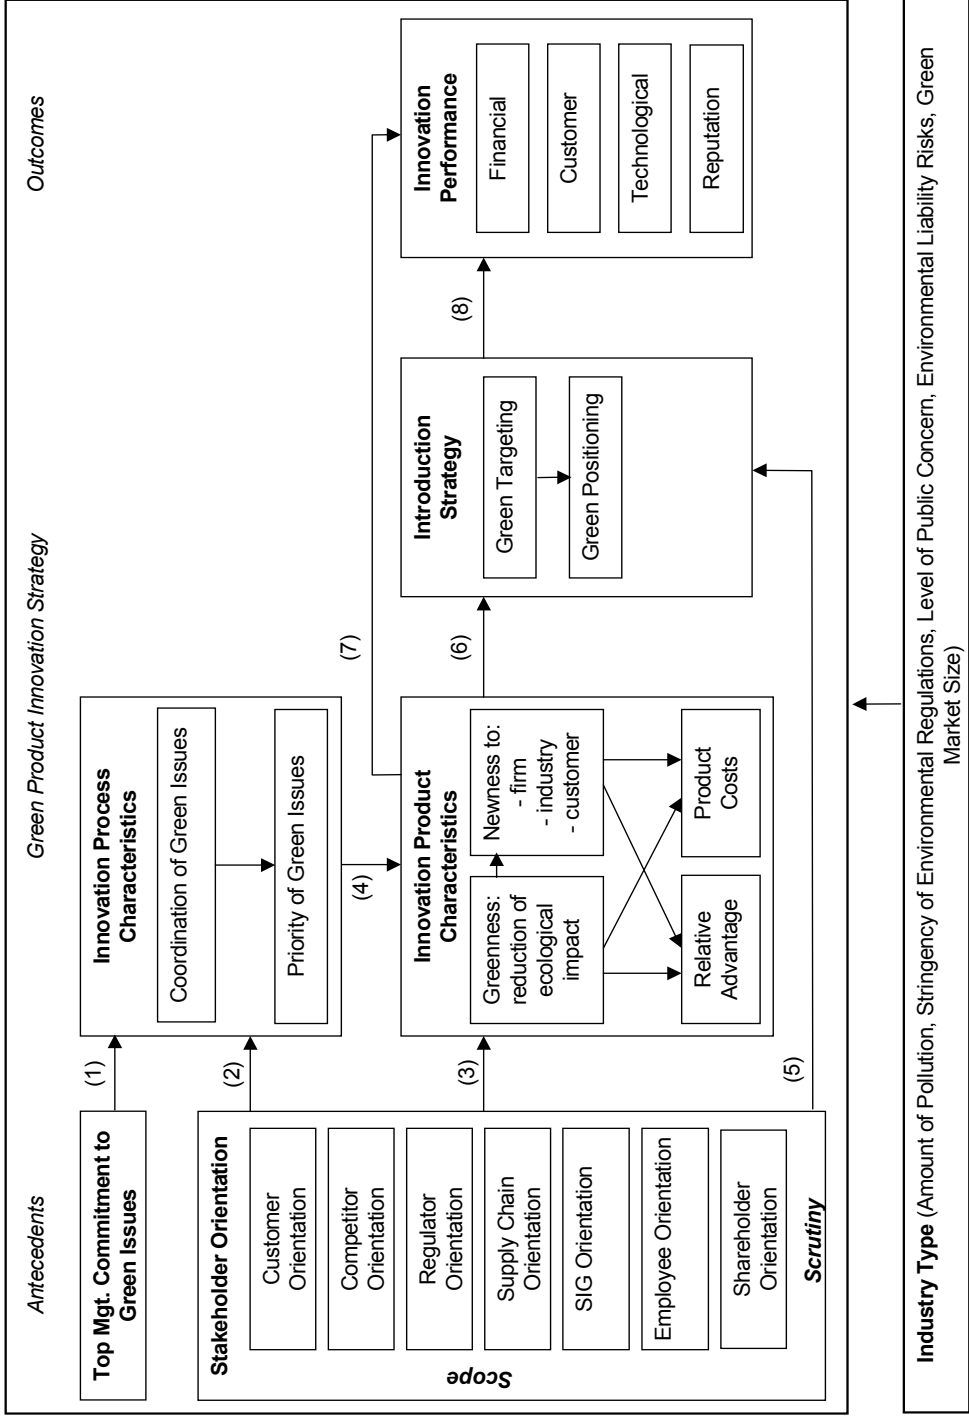 Antecedents
Green Product Innovation Strategy
Outcomes
Top Mgt. Commitment to
Green Issues
Stakeholder Orientation
Customer
Orientation
Competitor
Orientation
Regulator
Orientation
Supply Chain
Orientation
SIG Orientation
Employee Orientation
Shareholder
Orientation
Scope
Scrutiny
(1)
(2)
(3)
(5)
Innovation Process
Characteristics
Coordination of Green Issues
Priority of Green Issues
(4)
Innovation Product
Characteristics
Greenness:
reduction of
ecological
impact
Newness to:
- firm
- industry
- customer
Relative
Advantage
Product
Costs
(7)
(6)
Introduction
Strategy
Green Targeting
Green Positioning
(8)
Innovation
Performance
Financial
Customer
Technological
Reputation
Industry Type (Amount of Pollution, Stringency of Environmental Regulations, Level of Public Concern, Environmental Liability Risks, Green
Market Size)